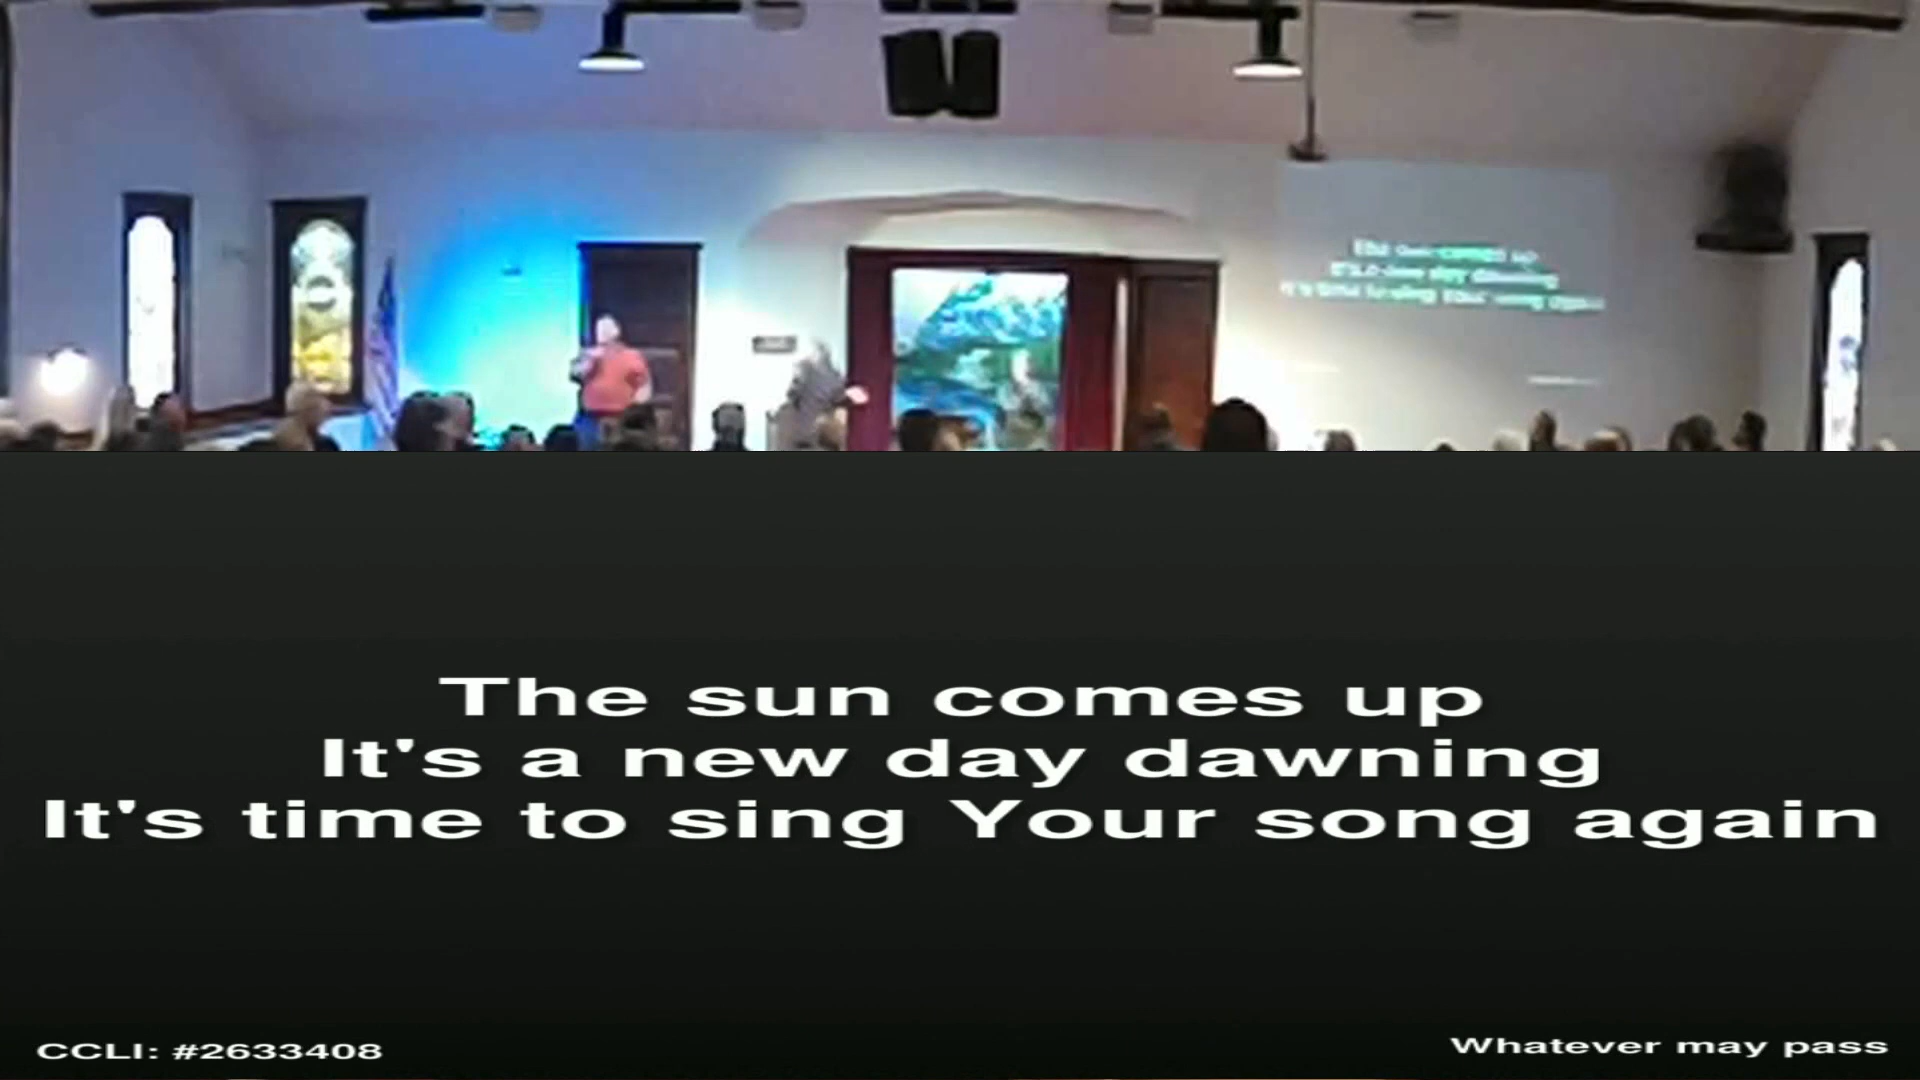 The sun comes up
It's a new day dawning
It's time to sing Your song again
CCLI: #2633408
Whatever may pass